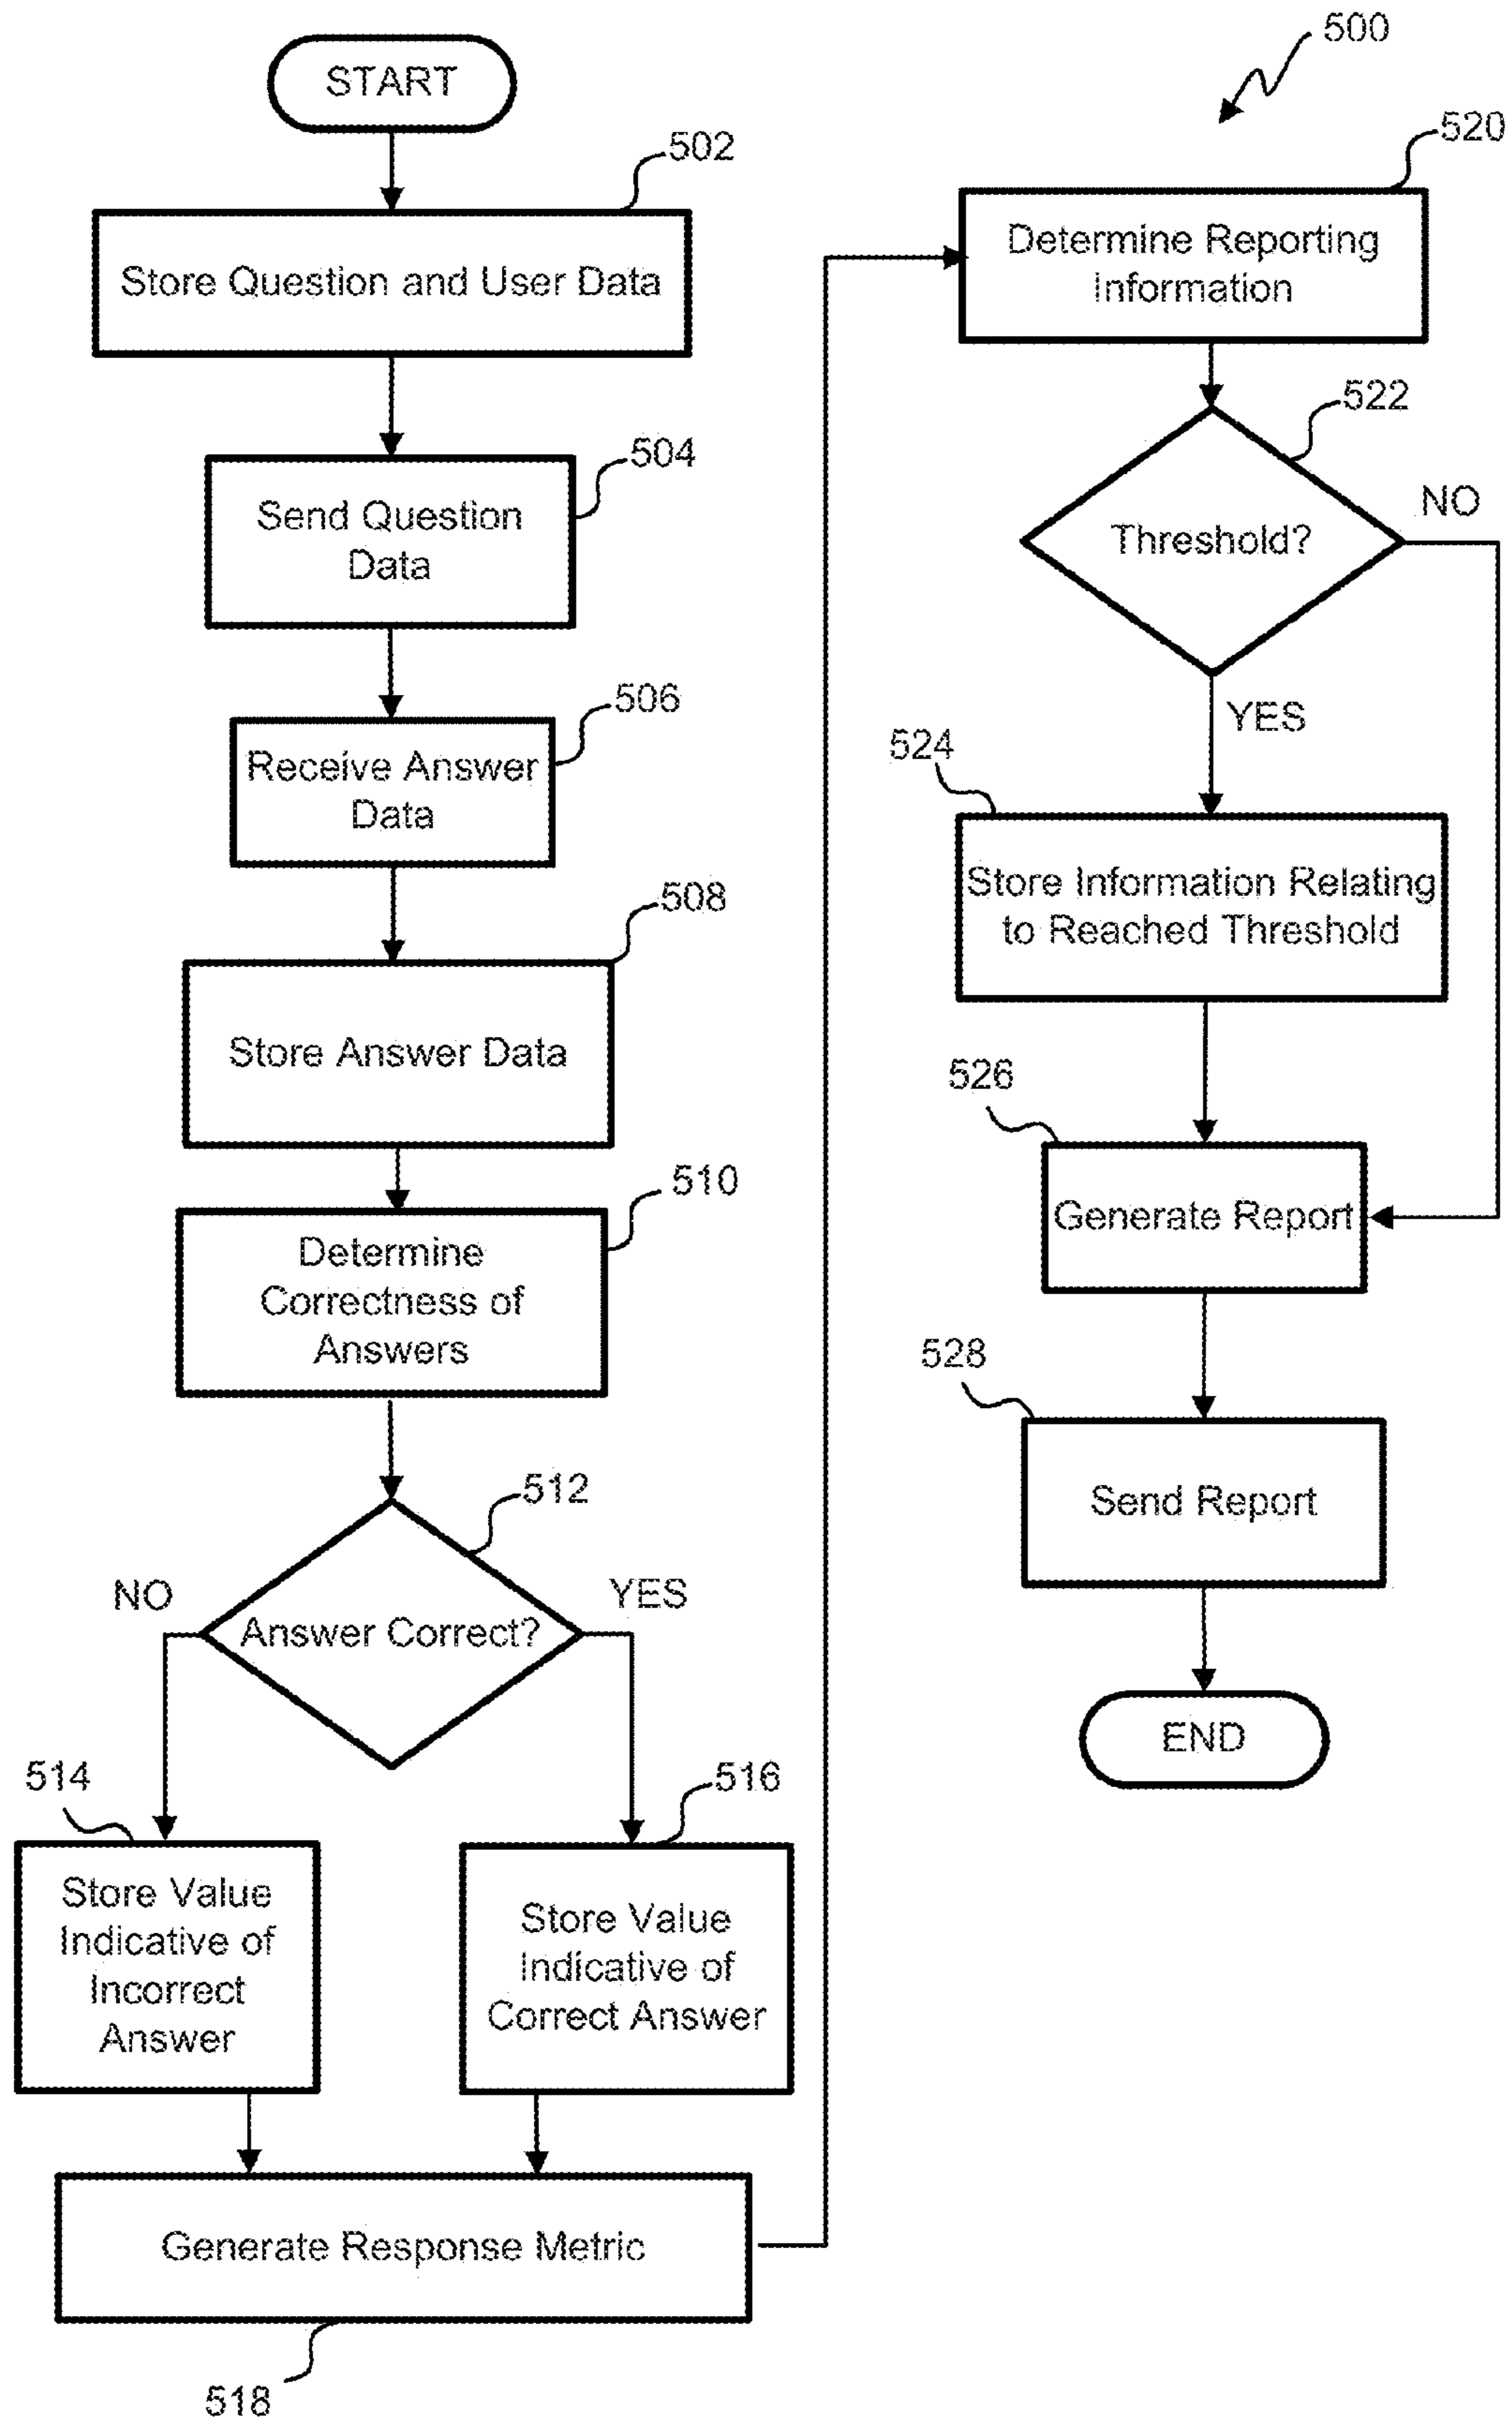 START
502
Store Question and User Data
504
Send Question
Data
506
Receive Answer
Data
508
Store Answer Data
510
Determine
Correctness of
Answers
512
Answer Correct?
NO
YES
514
Store Value
Indicative of
Incorrect
Answer
516
Store Value
Indicative of
Correct Answer
Generate Response Metric
518
500
520
Determine Reporting
Information
522
Threshold?
NO
YES
524
Store Information Relating
to Reached Threshold
526
Generate Report
528
Send Report
END